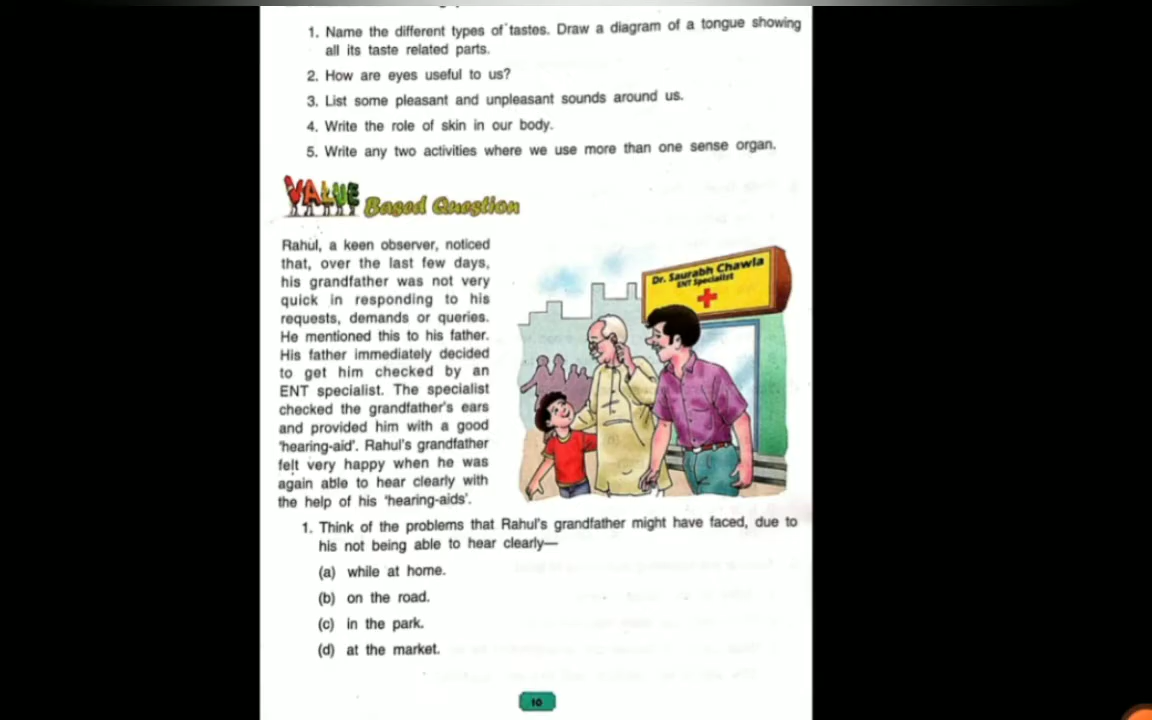 1. Name the different types of tastes. Draw a diagram of a tongue showing
all its taste related parts.
2. How are eyes useful to us?
3. List some pleasant and unpleasant sounds around us.
4. Write the role of skin in our body.
5. Write any two activities where we use more than one sense organ.
VALUE Based Question
Rahul, a keen observer, noticed
that, over the last few days,
his grandfather was not very
quick in responding to his
requests, demands or queries.
He mentioned this to his father.
His father immediately decided
to get him checked by an
ENT specialist. The specialist
checked the grandfather's ears
and provided him with a good
'hearing-aid'. Rahul's grandfather
felt very happy when he was
again able to hear clearly with
the help of his 'hearing-aids'.
Dr. Saurabh Chawla
ENT Specialist
1. Think of the problems that Rahul's grandfather might have faced, due to
his not being able to hear clearly—
(a) while at home.
(b) on the road.
(c) in the park.
(d) at the market.
10